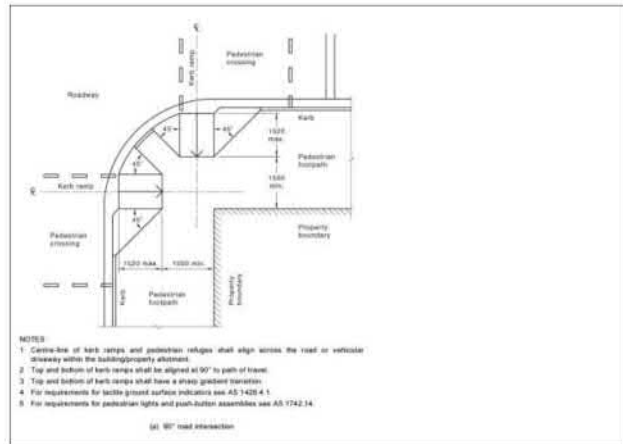 Pedestrian
crossing
Kerb ramp
Roadway
45°
45°
Kerb
1520
max.
Pedestrian
footpath
1500
min.
45°
Kerb ramp
45°
Property
boundary
Pedestrian
crossing
1520 max.
1500 min.
Kerb
Pedestrian
footpath
Property
boundary
NOTES:
1 Centre-line of kerb ramps and pedestrian refuges shall align across the road or vehicular
driveway within the building/property allotment.
2 Top and bottom of kerb ramps shall be aligned at 90° to path of travel.
3 Top and bottom of kerb ramps shall have a sharp gradient transition.
4 For requirements for tactile ground surface indicators see AS 1428.4.1.
5 For requirements for pedestrian lights and push-button assemblies see AS 1742.14.
(a) 90° road intersection